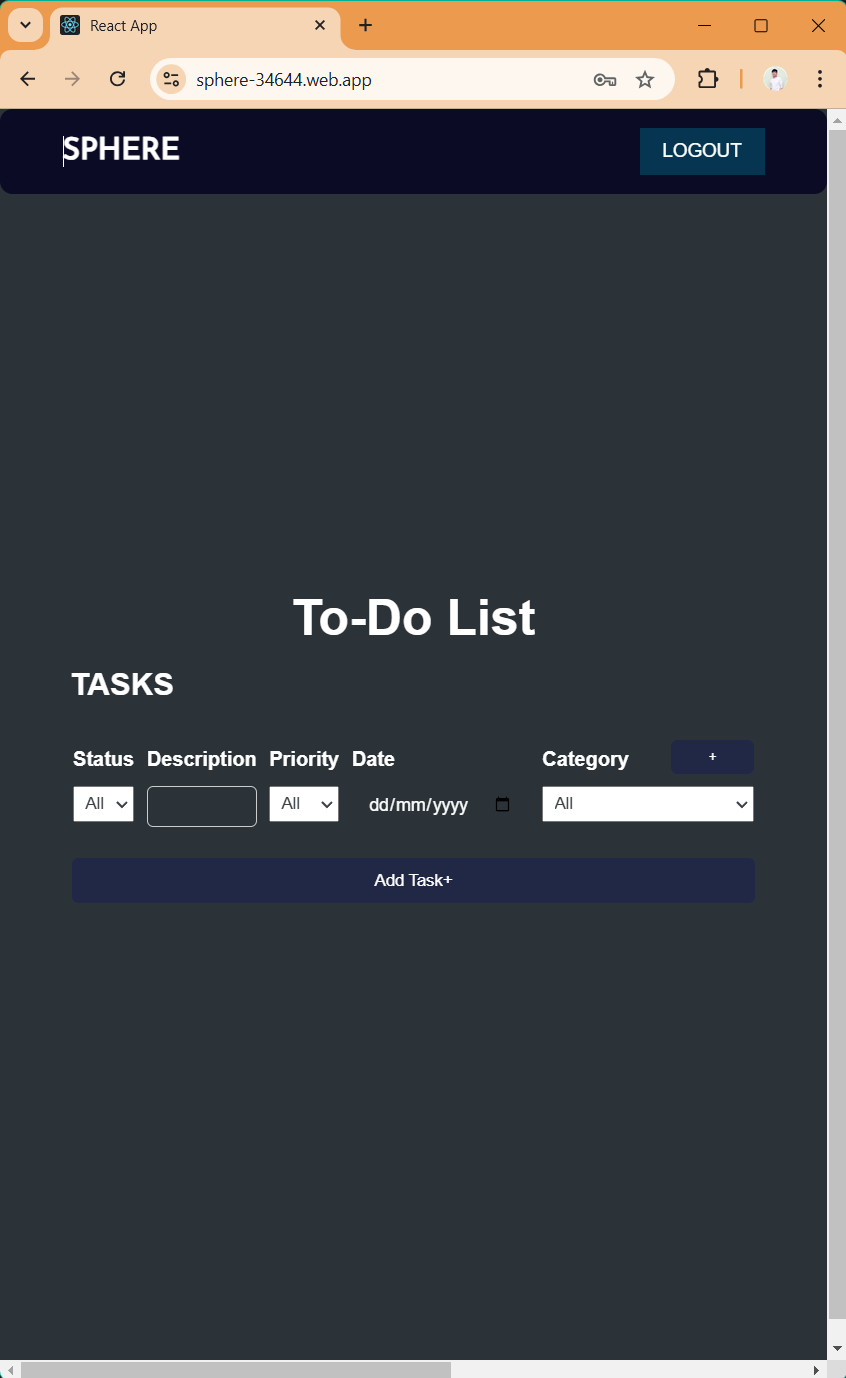 React App
sphere-34644.web.app
SPHERE
LOGOUT
To-Do List
TASKS
Status Description Priority Date Category +
All All dd/mm/yyyy All
Add Task+